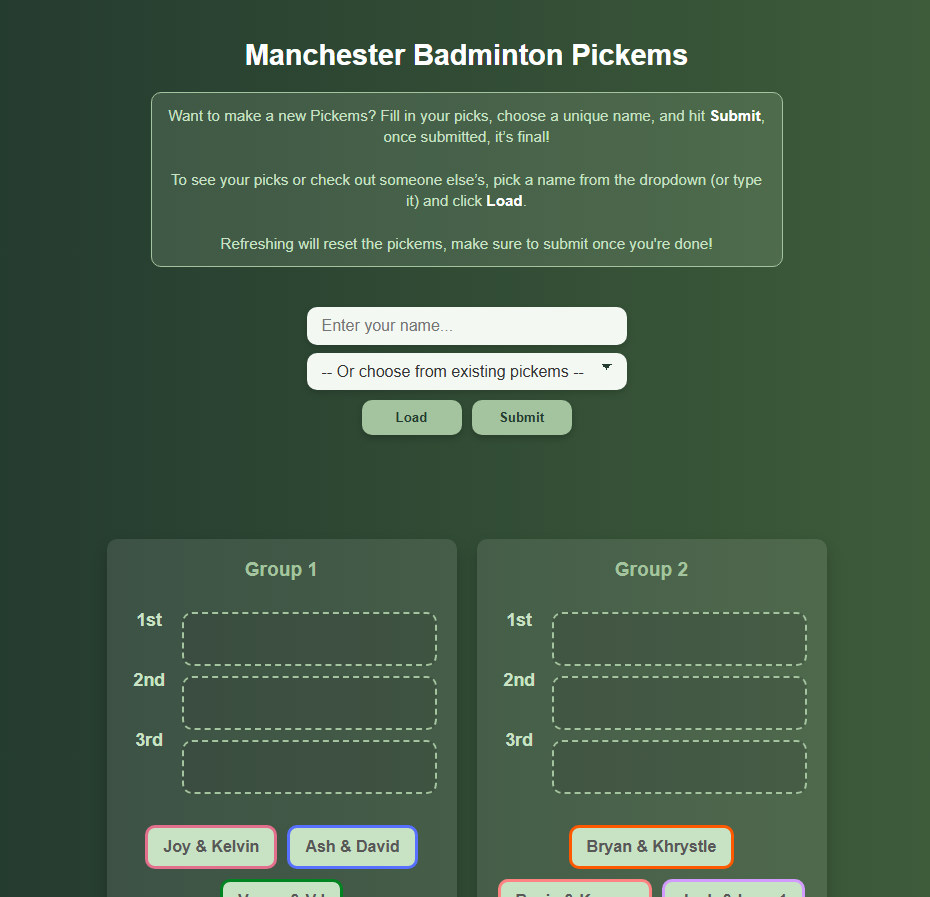 Manchester Badminton Pickems
Want to make a new Pickems? Fill in your picks, choose a unique name, and hit Submit,
once submitted, it's final!
To see your picks or check out someone else's, pick a name from the dropdown (or type
it) and click Load.
Refreshing will reset the pickems, make sure to submit once you're done!
Enter your name...
-- Or choose from existing pickems --
Load Submit
Group 1
1st
2nd
3rd
Joy & Kelvin Ash & David
Group 2
1st
2nd
3rd
Bryan & Khrystle